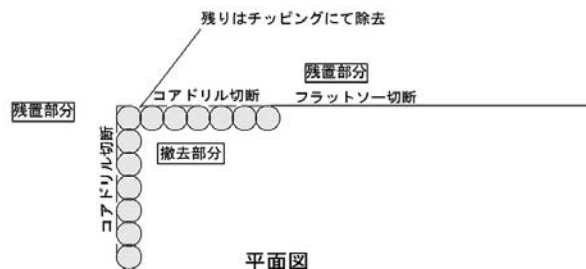 残りはチッピングにて除去
残置部分
コアドリル切断
フラットソー切断
残置部分
撤去部分
コアドリル切断
平面図